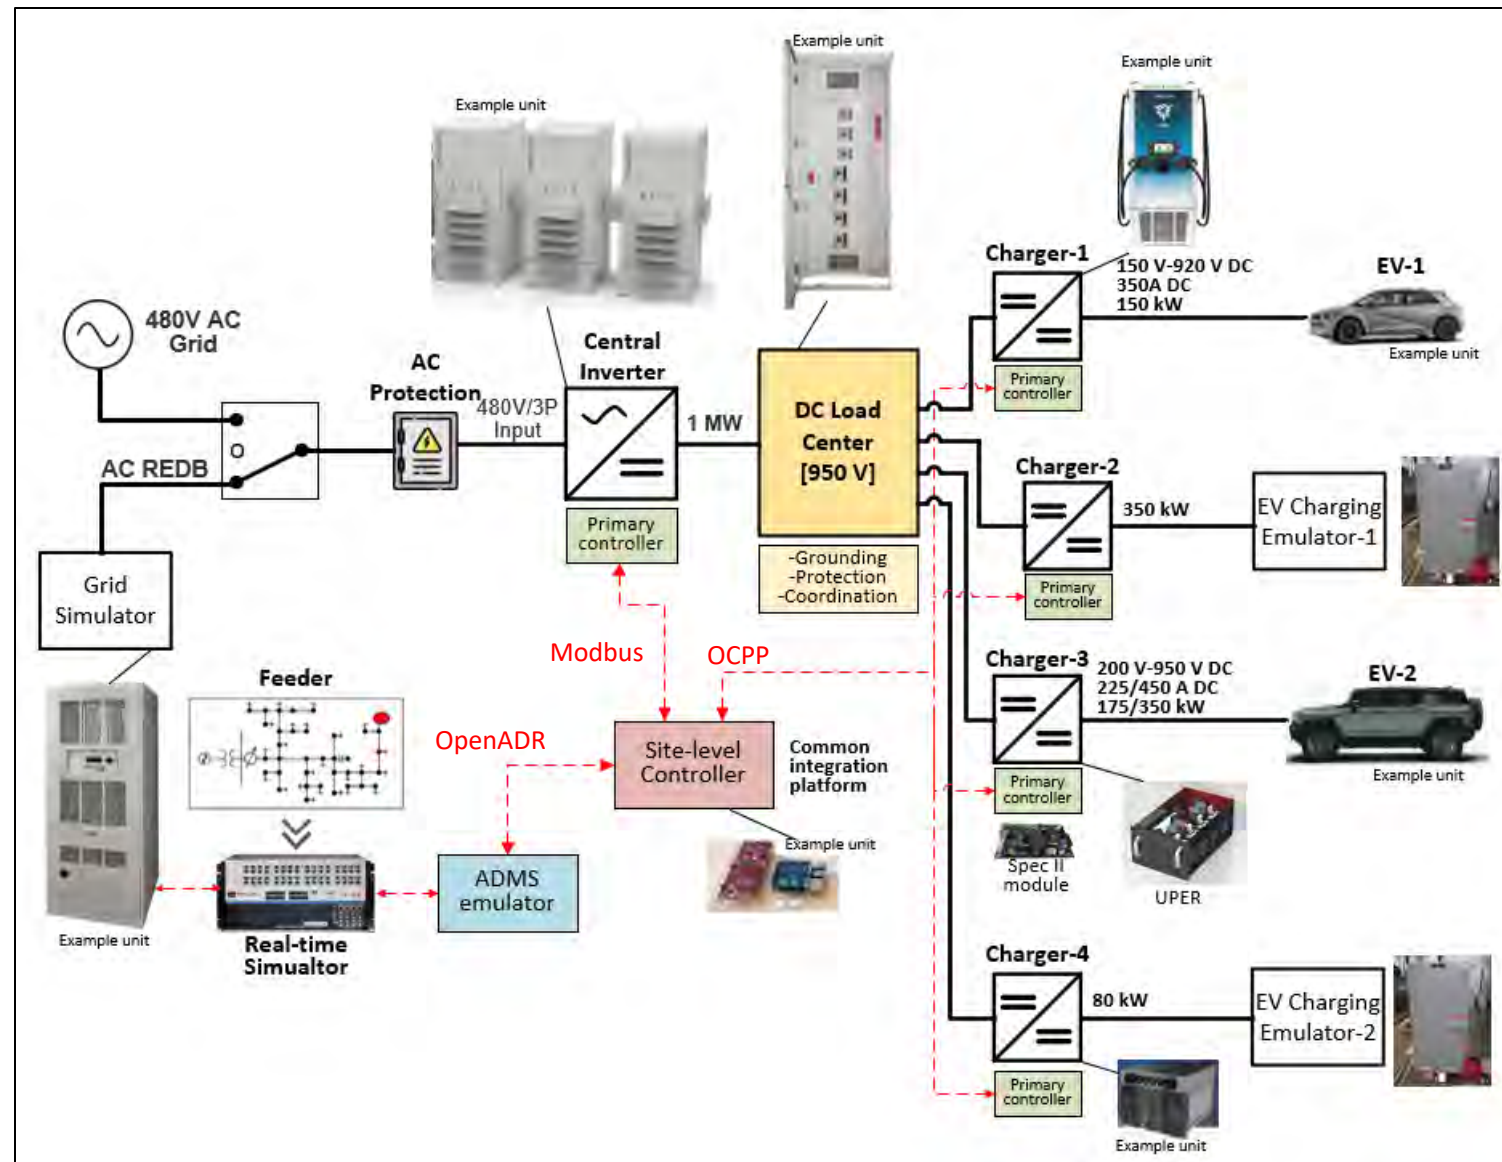 Example unit
Example unit
Example unit
Charger-1
150 V-920 V DC
350A DC
150 kW
EV-1
Example unit
Primary
controller
480V AC
Grid
AC
Protection
480V/3P
Input
Central
Inverter
1 MW
DC Load
Center
[950 V]
AC REDB
Primary
controller
-Grounding
-Protection
-Coordination
Charger-2
350 kW
EV Charging
Emulator-1
Primary
controller
Grid
Simulator
Modbus
OCPP
Charger-3
200 V-950 V DC
225/450 A DC
175/350 kW
EV-2
Example unit
Primary
controller
Spec II
module
UPER
Feeder
OpenADR
Site-level
Controller
Common
integration
platform
Example unit
ADMS
emulator
Example unit
Real-time
Simualtor
Charger-4
80 kW
EV Charging
Emulator-2
Primary
controller
Example unit